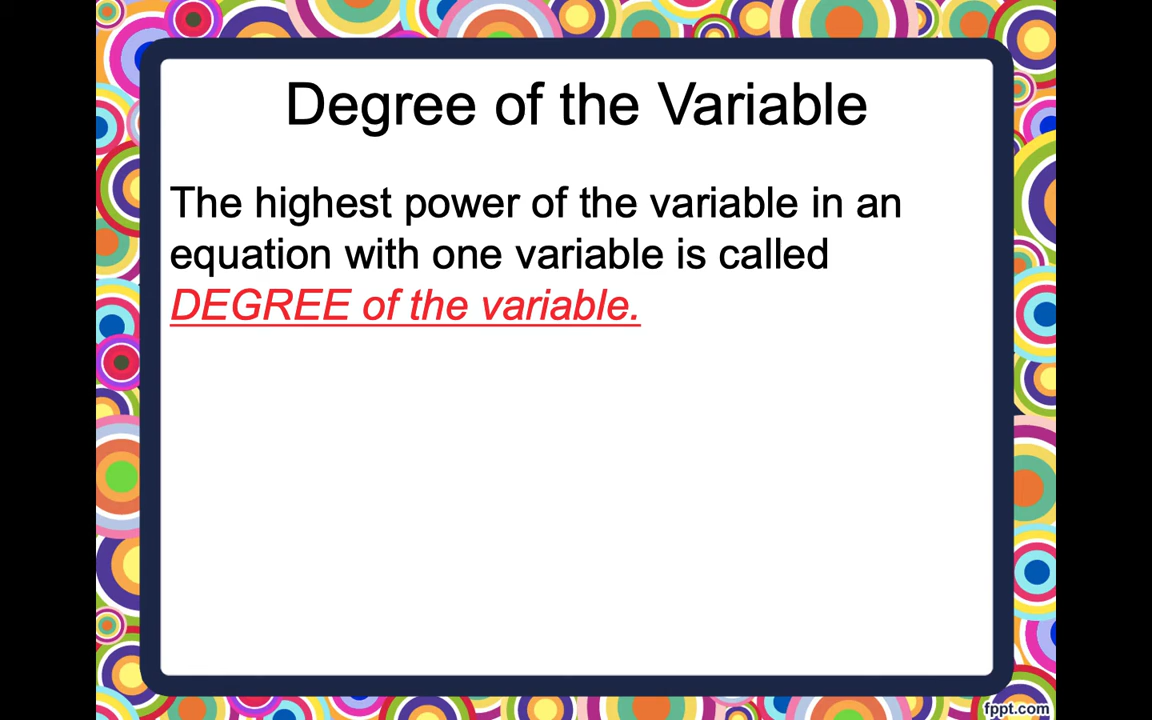 Degree of the Variable
The highest power of the variable in an
equation with one variable is called
DEGREE of the variable.
fppt.com